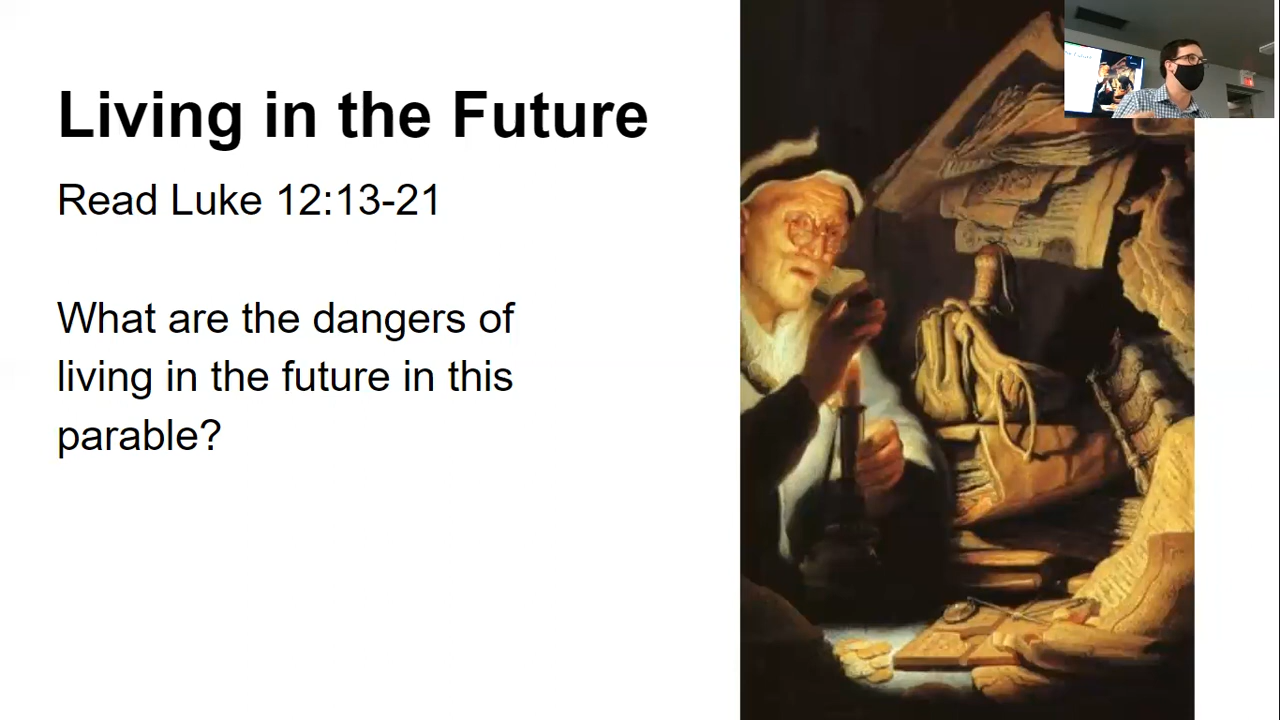 Living in the Future
Read Luke 12:13-21
What are the dangers of
living in the future in this
parable?